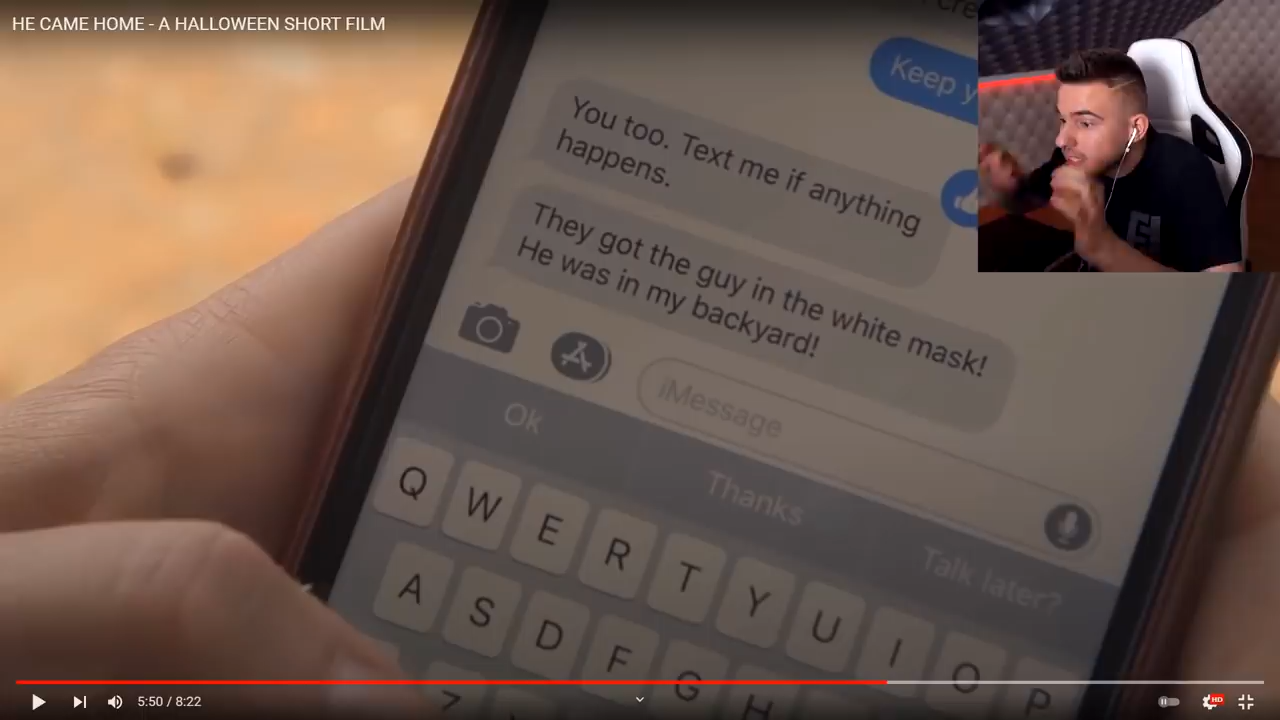 HE CAME HOME - A HALLOWEEN SHORT FILM
Keep
You too. Text me if anything
happens.
They got the guy in the white mask!
He was in my backyard!
iMessage
Ok
Thanks
Talk later?
Q W E R T Y U I O P
A S D F G H
Z
5:50 / 8:22
HD